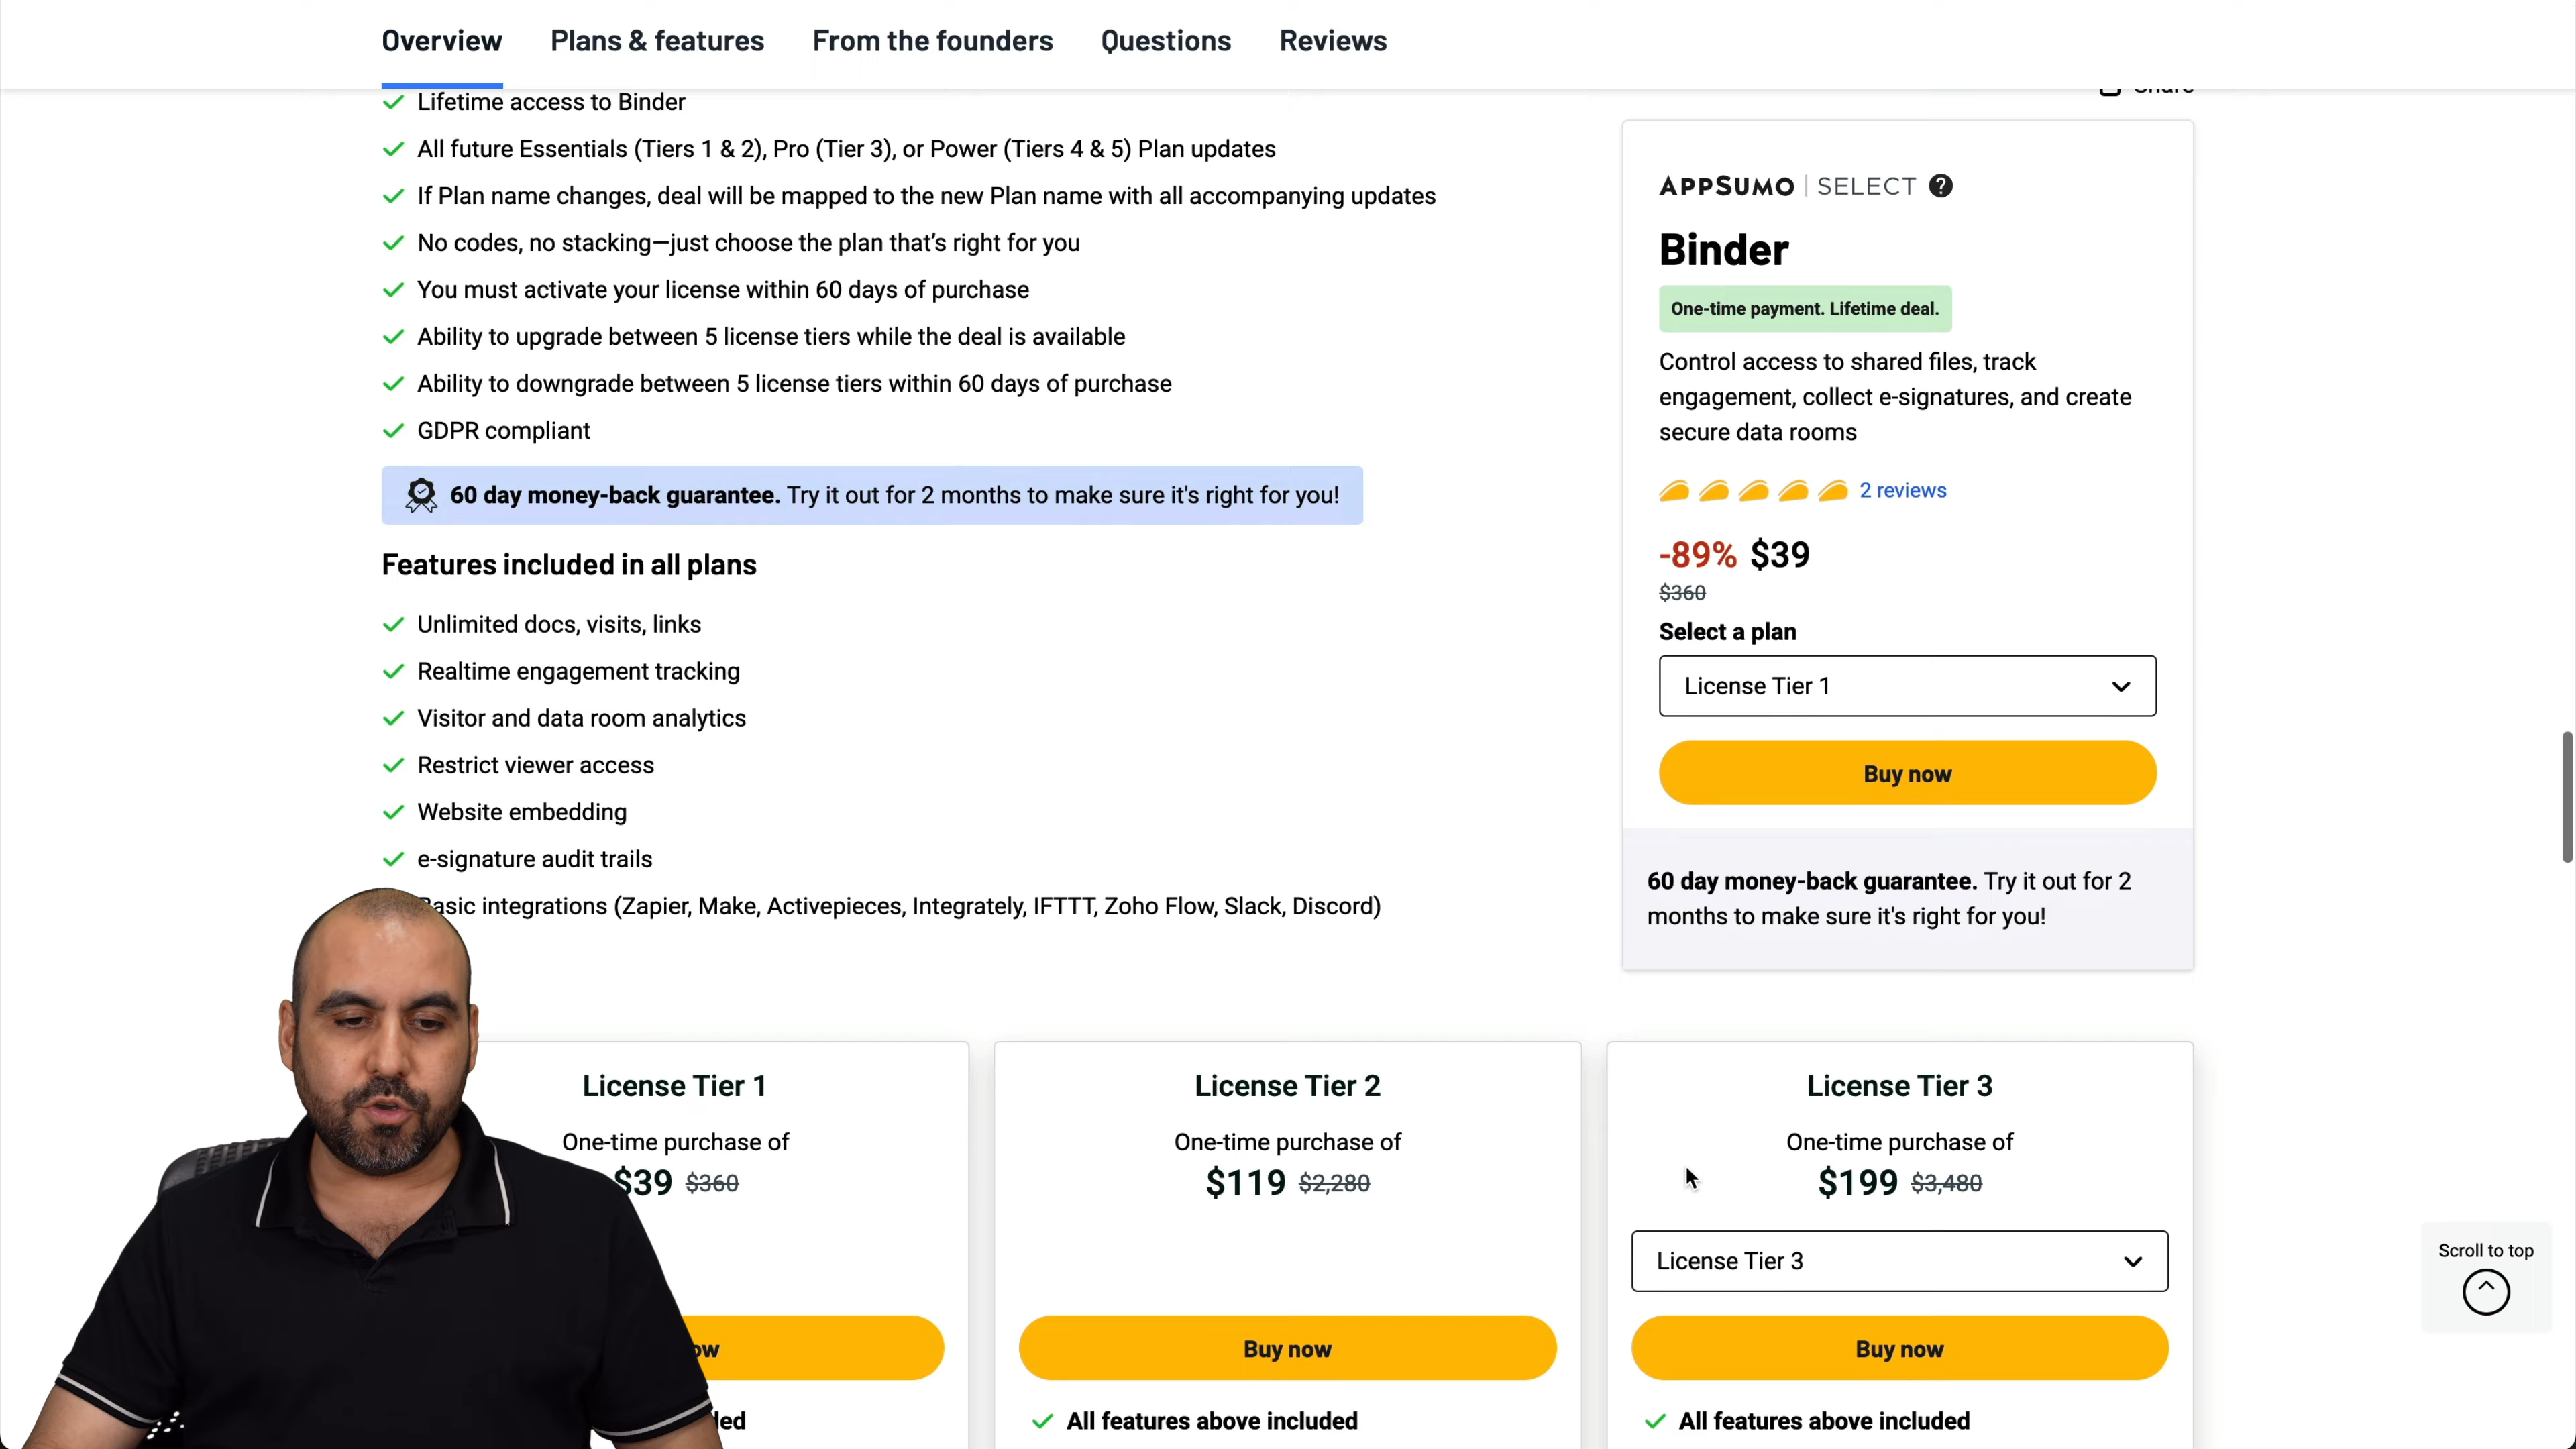 Overview Plans & features From the founders Questions Reviews
Lifetime access to Binder
All future Essentials (Tiers 1 & 2), Pro (Tier 3), or Power (Tiers 4 & 5) Plan updates
If Plan name changes, deal will be mapped to the new Plan name with all accompanying updates
No codes, no stacking—just choose the plan that's right for you
You must activate your license within 60 days of purchase
Ability to upgrade between 5 license tiers while the deal is available
Ability to downgrade between 5 license tiers within 60 days of purchase
GDPR compliant
60 day money-back guarantee. Try it out for 2 months to make sure it's right for you!
Features included in all plans
Unlimited docs, visits, links
Realtime engagement tracking
Visitor and data room analytics
Restrict viewer access
Website embedding
e-signature audit trails
Basic integrations (Zapier, Make, Activepieces, Integrately, IFTTT, Zoho Flow, Slack, Discord)
Share
APPSUMO | SELECT ?
Binder
One-time payment. Lifetime deal.
Control access to shared files, track
engagement, collect e-signatures, and create
secure data rooms
2 reviews
-89% $39
$360
Select a plan
License Tier 1
Buy now
60 day money-back guarantee. Try it out for 2
months to make sure it's right for you!
License Tier 1
One-time purchase of
$39 $360
ow
ded
License Tier 2
One-time purchase of
$119 $2,280
Buy now
All features above included
License Tier 3
One-time purchase of
$199 $3,480
License Tier 3
Buy now
All features above included
Scroll to top